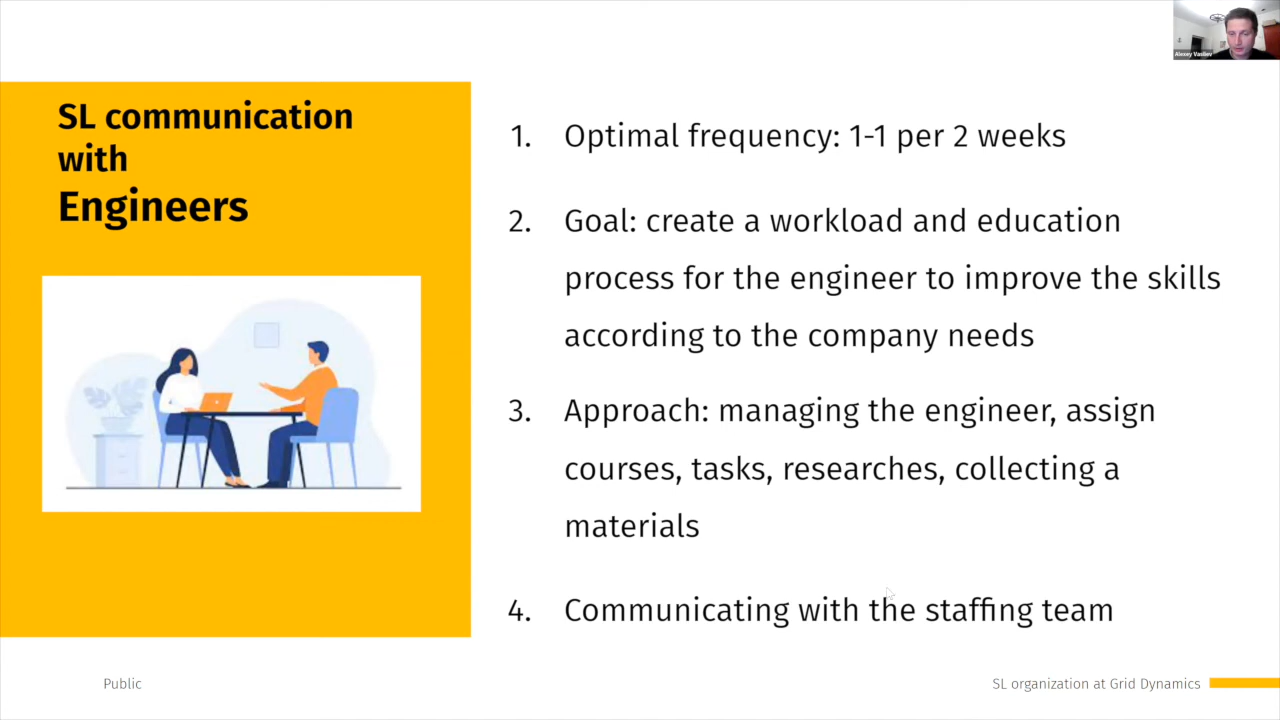 Alexey Vasilev
SL communication
with
Engineers
1. Optimal frequency: 1-1 per 2 weeks
2. Goal: create a workload and education
process for the engineer to improve the skills
according to the company needs
3. Approach: managing the engineer, assign
courses, tasks, researches, collecting a
materials
4. Communicating with the staffing team
Public
SL organization at Grid Dynamics